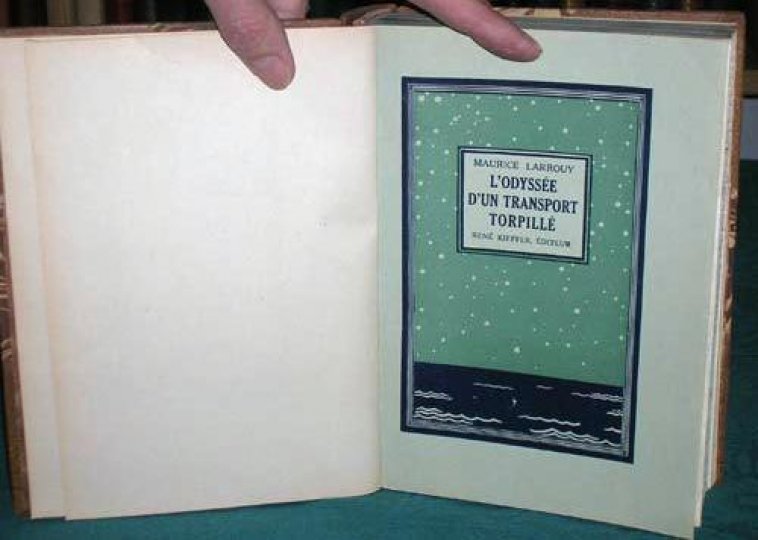 MAURICE LARROUY
L'ODYSSÉE
D'UN TRANSPORT
TORPILLÉ
RENÉ KIEFFER, ÉDITEUR